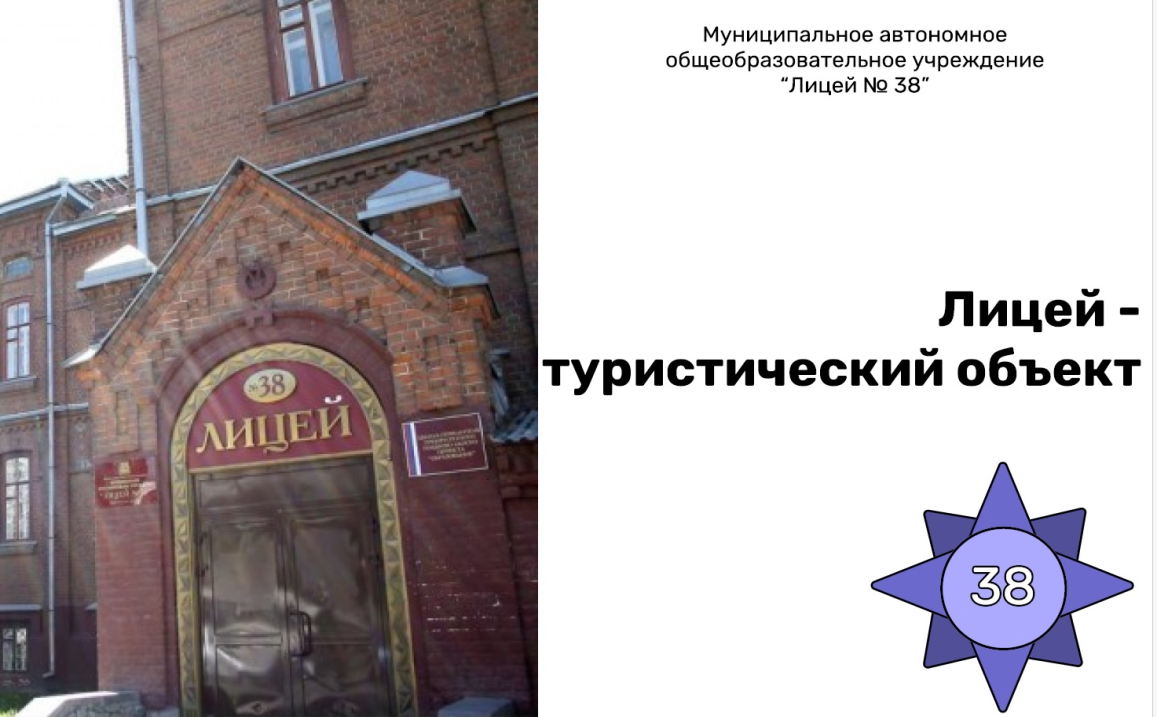 №38
ЛИЦЕЙ
Муниципальное автономное
общеобразовательное учреждение
“Лицей № 38”
Лицей -
туристический объект
38